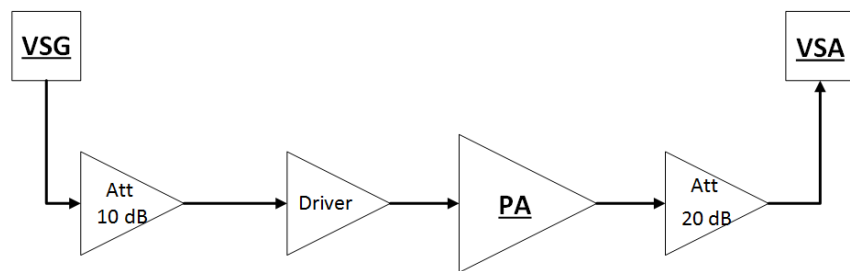 VSG
VSA
Att
10 dB
Driver
PA
Att
20 dB